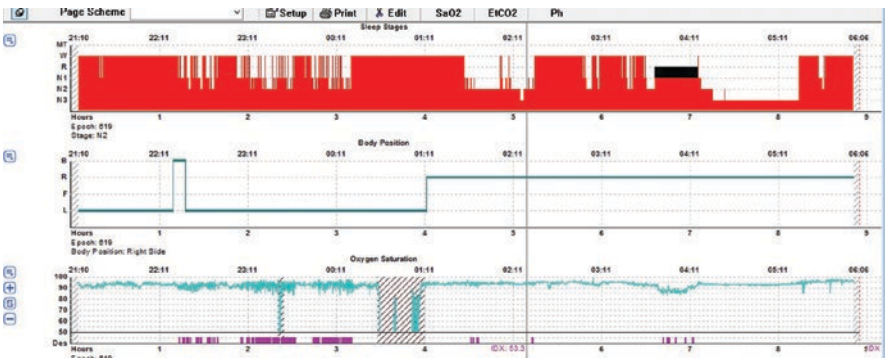 Page Scheme Setup Print Edit SaO2 EtCO2 Ph
Sleep Stages
21:10 22:11 23:11 00:11 01:11 02:11 03:11 04:11 05:11 06:06
MT
W
R
N1
N2
N3
Hours 1 2 3 4 5 6 7 8 9
Epoch: 619
Stage: N2
Body Position
21:10 22:11 23:11 00:11 01:11 02:11 03:11 04:11 05:11 06:06
B
R
F
L
Hours 1 2 3 4 5 6 7 8 9
Epoch: 619
Body Position: Right Side
Oxygen Saturation
21:10 22:11 23:11 00:11 01:11 02:11 03:11 04:11 05:11 06:06
100
90
80
70
60
50
Des
Hours 1 2 3 4 IDX: 53.3 6 7 8 IDX